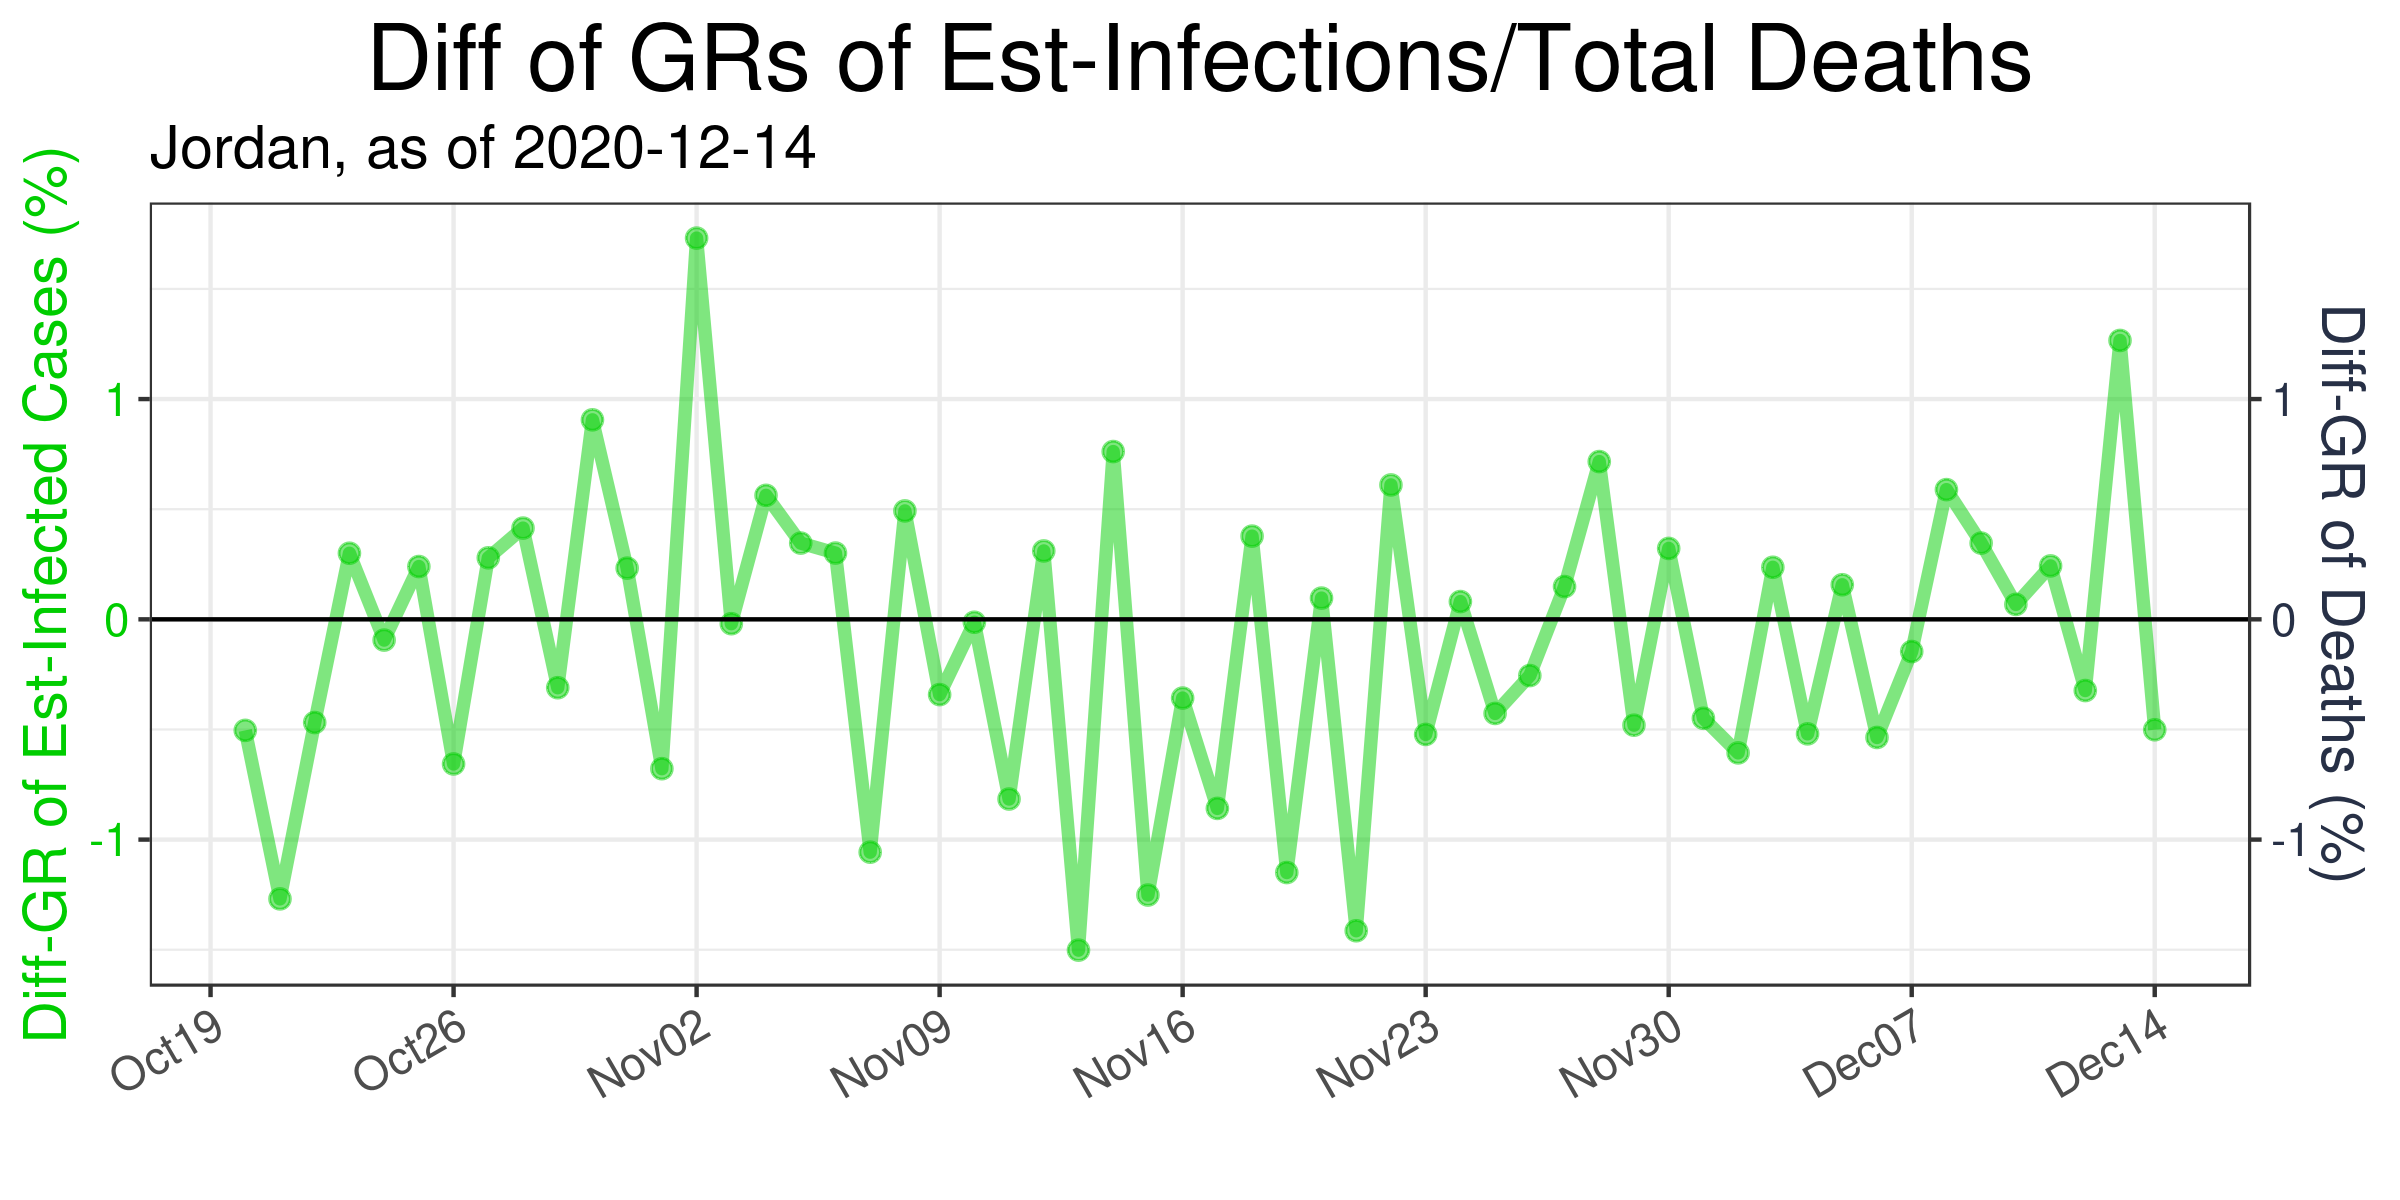 Diff of GRs of Est-Infections/Total Deaths
Jordan, as of 2020-12-14
Diff-GR of Est-Infected Cases (%)
1
0
-1
1
0
-1
Diff-GR of Deaths (%)
Oct19
Oct26
Nov02
Nov09
Nov16
Nov23
Nov30
Dec07
Dec14